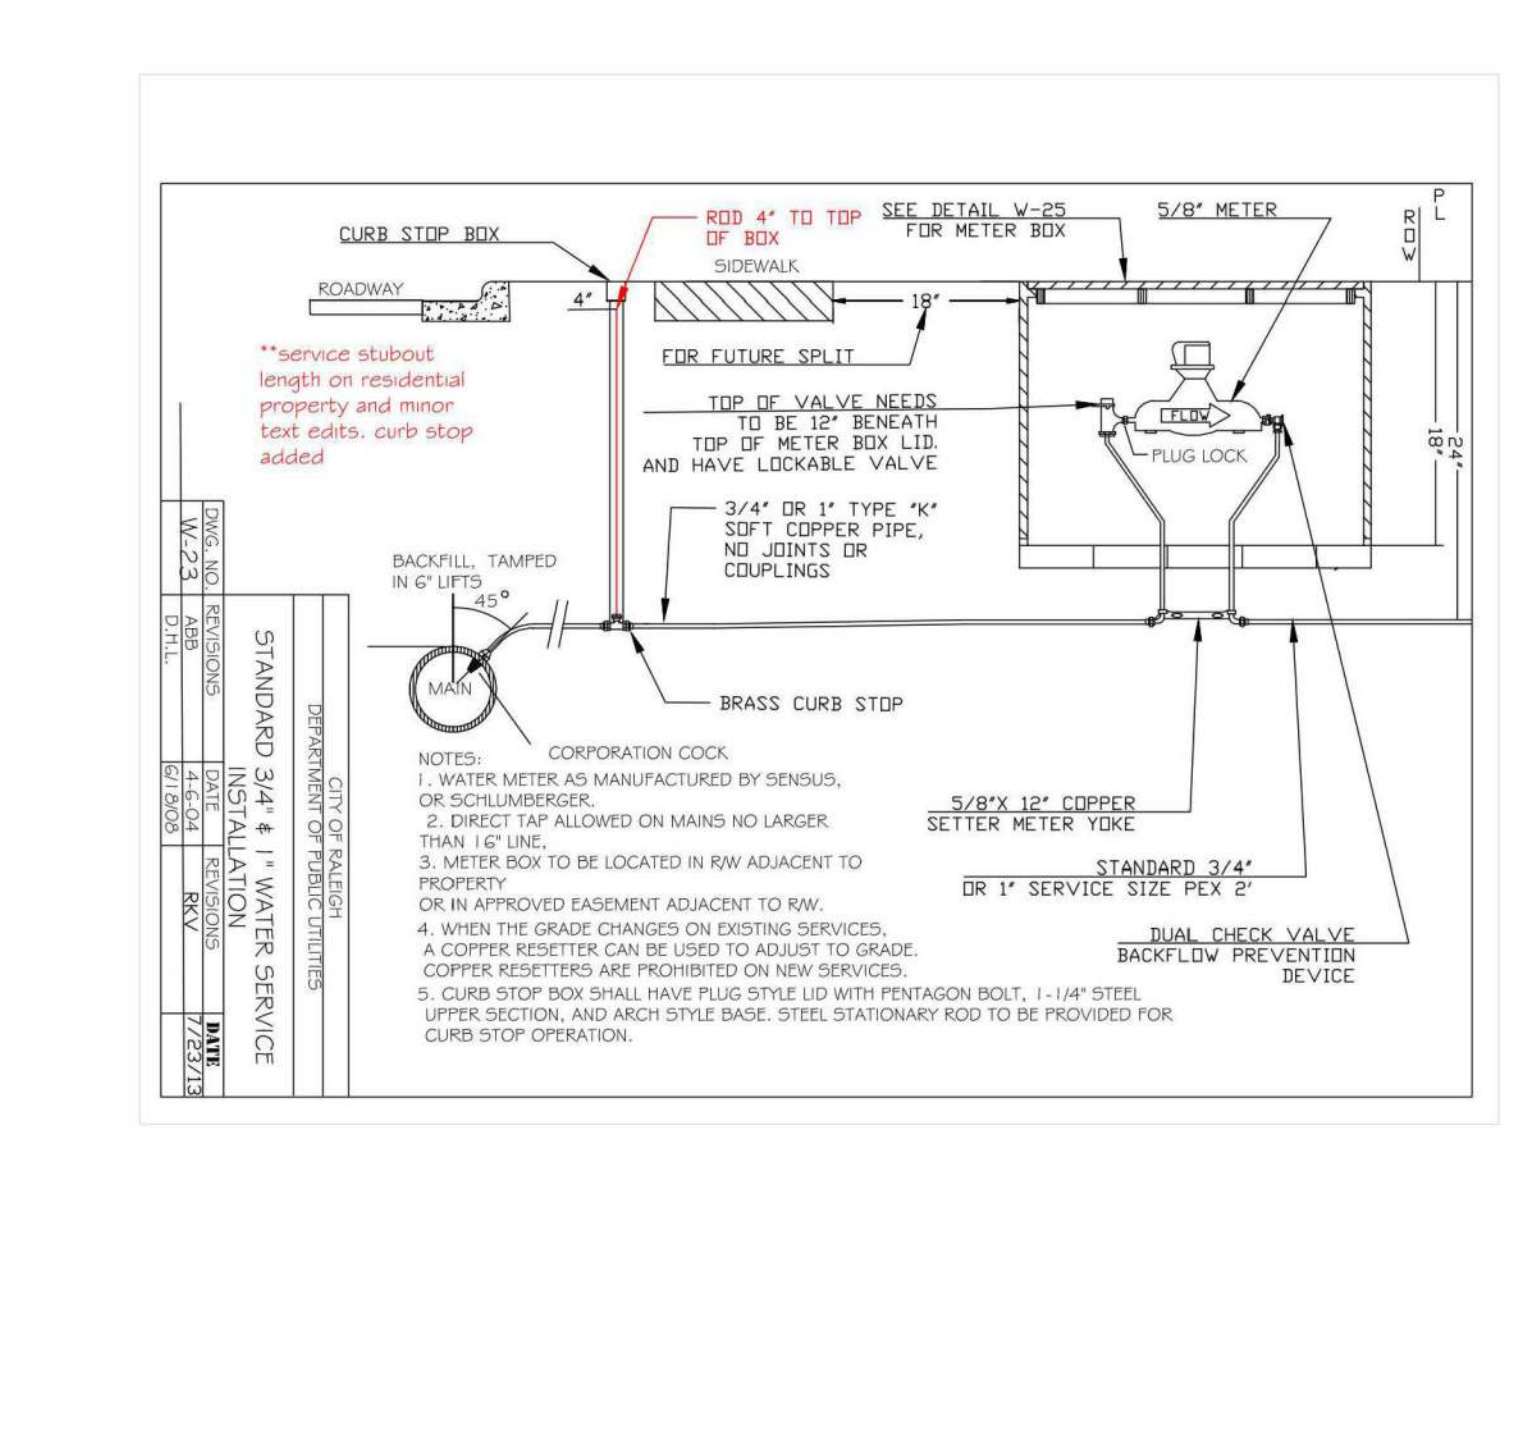 P
L
ROW
CURB STOP BOX
ROD 4" TO TOP
OF BOX
SEE DETAIL W-25
FOR METER BOX
5/8" METER
SIDEWALK
ROADWAY
4"
18"
FOR FUTURE SPLIT
**service stubout
length on residential
property and minor
text edits. curb stop
added
TOP OF VALVE NEEDS
TO BE 12" BENEATH
TOP OF METER BOX LID.
AND HAVE LOCKABLE VALVE
FLOW
PLUG LOCK
18"
24"
3/4" OR 1" TYPE "K"
SOFT COPPER PIPE,
NO JOINTS OR
COUPLINGS
BACKFILL, TAMPED
IN 6" LIFTS
45°
MAIN
BRASS CURB STOP
CORPORATION COCK
5/8"X 12" COPPER
SETTER METER YOKE
STANDARD 3/4"
OR 1" SERVICE SIZE PEX 2'
DUAL CHECK VALVE
BACKFLOW PREVENTION
DEVICE
NOTES:
1. WATER METER AS MANUFACTURED BY SENSUS,
OR SCHLUMBERGER.
2. DIRECT TAP ALLOWED ON MAINS NO LARGER
THAN 16" LINE,
3. METER BOX TO BE LOCATED IN R/W ADJACENT TO
PROPERTY
OR IN APPROVED EASEMENT ADJACENT TO R/W.
4. WHEN THE GRADE CHANGES ON EXISTING SERVICES,
A COPPER RESETTER CAN BE USED TO ADJUST TO GRADE.
COPPER RESETTERS ARE PROHIBITED ON NEW SERVICES.
5. CURB STOP BOX SHALL HAVE PLUG STYLE LID WITH PENTAGON BOLT, 1-1/4" STEEL
UPPER SECTION, AND ARCH STYLE BASE. STEEL STATIONARY ROD TO BE PROVIDED FOR
CURB STOP OPERATION.
CITY OF RALEIGH
DEPARTMENT OF PUBLIC UTILITIES
STANDARD 3/4" & 1" WATER SERVICE
INSTALLATION
DWG. NO. REVISIONS DATE REVISIONS DATE
W-23 ABB 4-6-04 RKV 7/23/13
D.H.L. 6/18/08